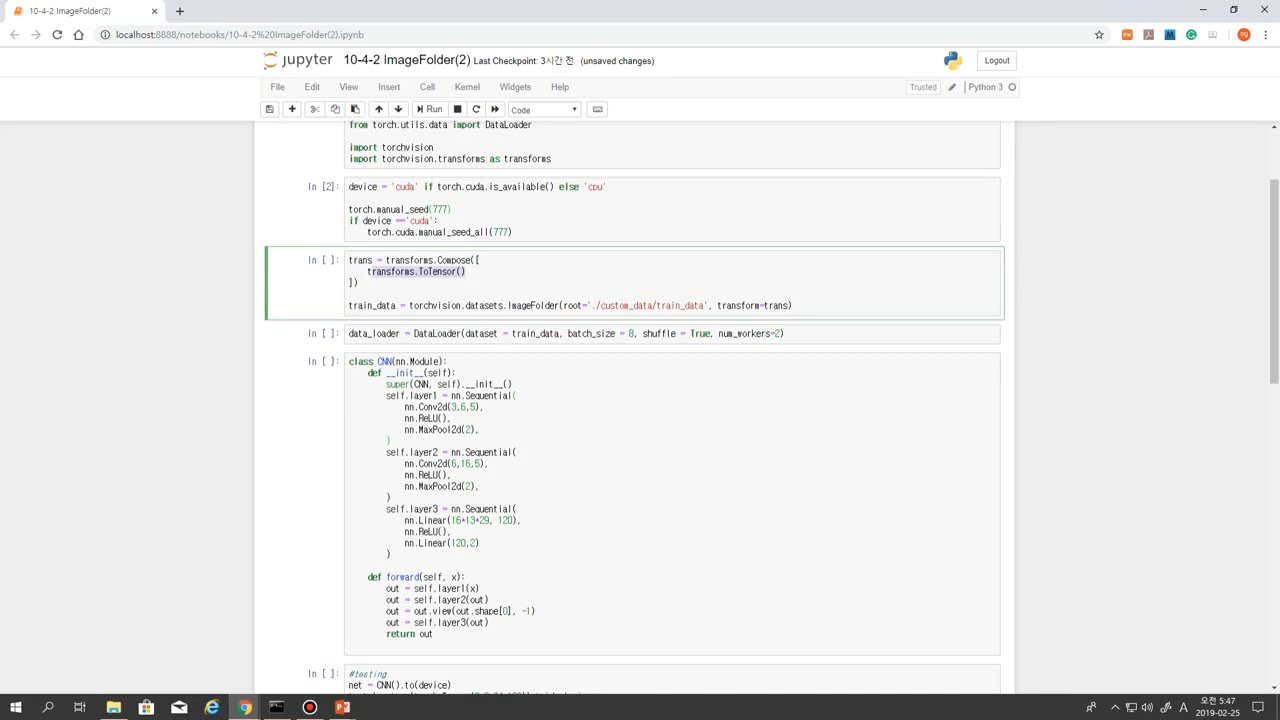 10-4-2 ImageFolder(2)
localhost:8888/notebooks/10-4-2%20ImageFolder(2).ipynb
jupyter 10-4-2 ImageFolder(2) Last Checkpoint: 3시간 전 (unsaved changes) Logout
File Edit View Insert Cell Kernel Widgets Help Trusted Python 3
Run Code
from torch.utils.data import DataLoader
import torchvision
import torchvision.transforms as transforms
In [2]: device = 'cuda' if torch.cuda.is_available() else 'cpu'
torch.manual_seed(777)
if device =='cuda':
torch.cuda.manual_seed_all(777)
In [ ]: trans = transforms.Compose([
transforms.ToTensor()
])
train_data = torchvision.datasets.ImageFolder(root='./custom_data/train_data', transform=trans)
In [ ]: data_loader = DataLoader(dataset = train_data, batch_size = 8, shuffle = True, num_workers=2)
In [ ]: class CNN(nn.Module):
def __init__(self):
super(CNN, self).__init__()
self.layer1 = nn.Sequential(
nn.Conv2d(3,6,5),
nn.ReLU(),
nn.MaxPool2d(2),
)
self.layer2 = nn.Sequential(
nn.Conv2d(6,16,5),
nn.ReLU(),
nn.MaxPool2d(2),
)
self.layer3 = nn.Sequential(
nn.Linear(16*13*29, 120),
nn.ReLU(),
nn.Linear(120,2)
)
def forward(self, x):
out = self.layer1(x)
out = self.layer2(out)
out = out.view(out.shape[0], -1)
out = self.layer3(out)
return out
In [ ]: #testing
net = CNN().to(device)
오전 5:47
2019-02-25